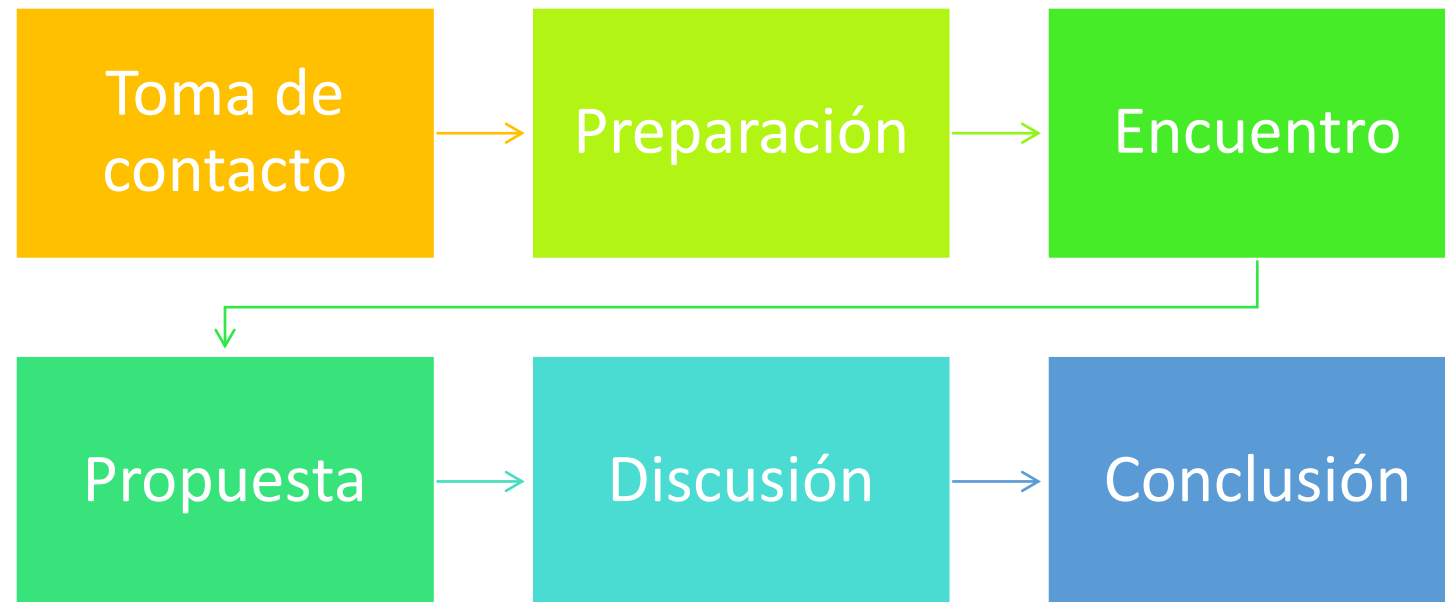 Toma de
contacto
Preparación
Encuentro
Propuesta
Discusión
Conclusión